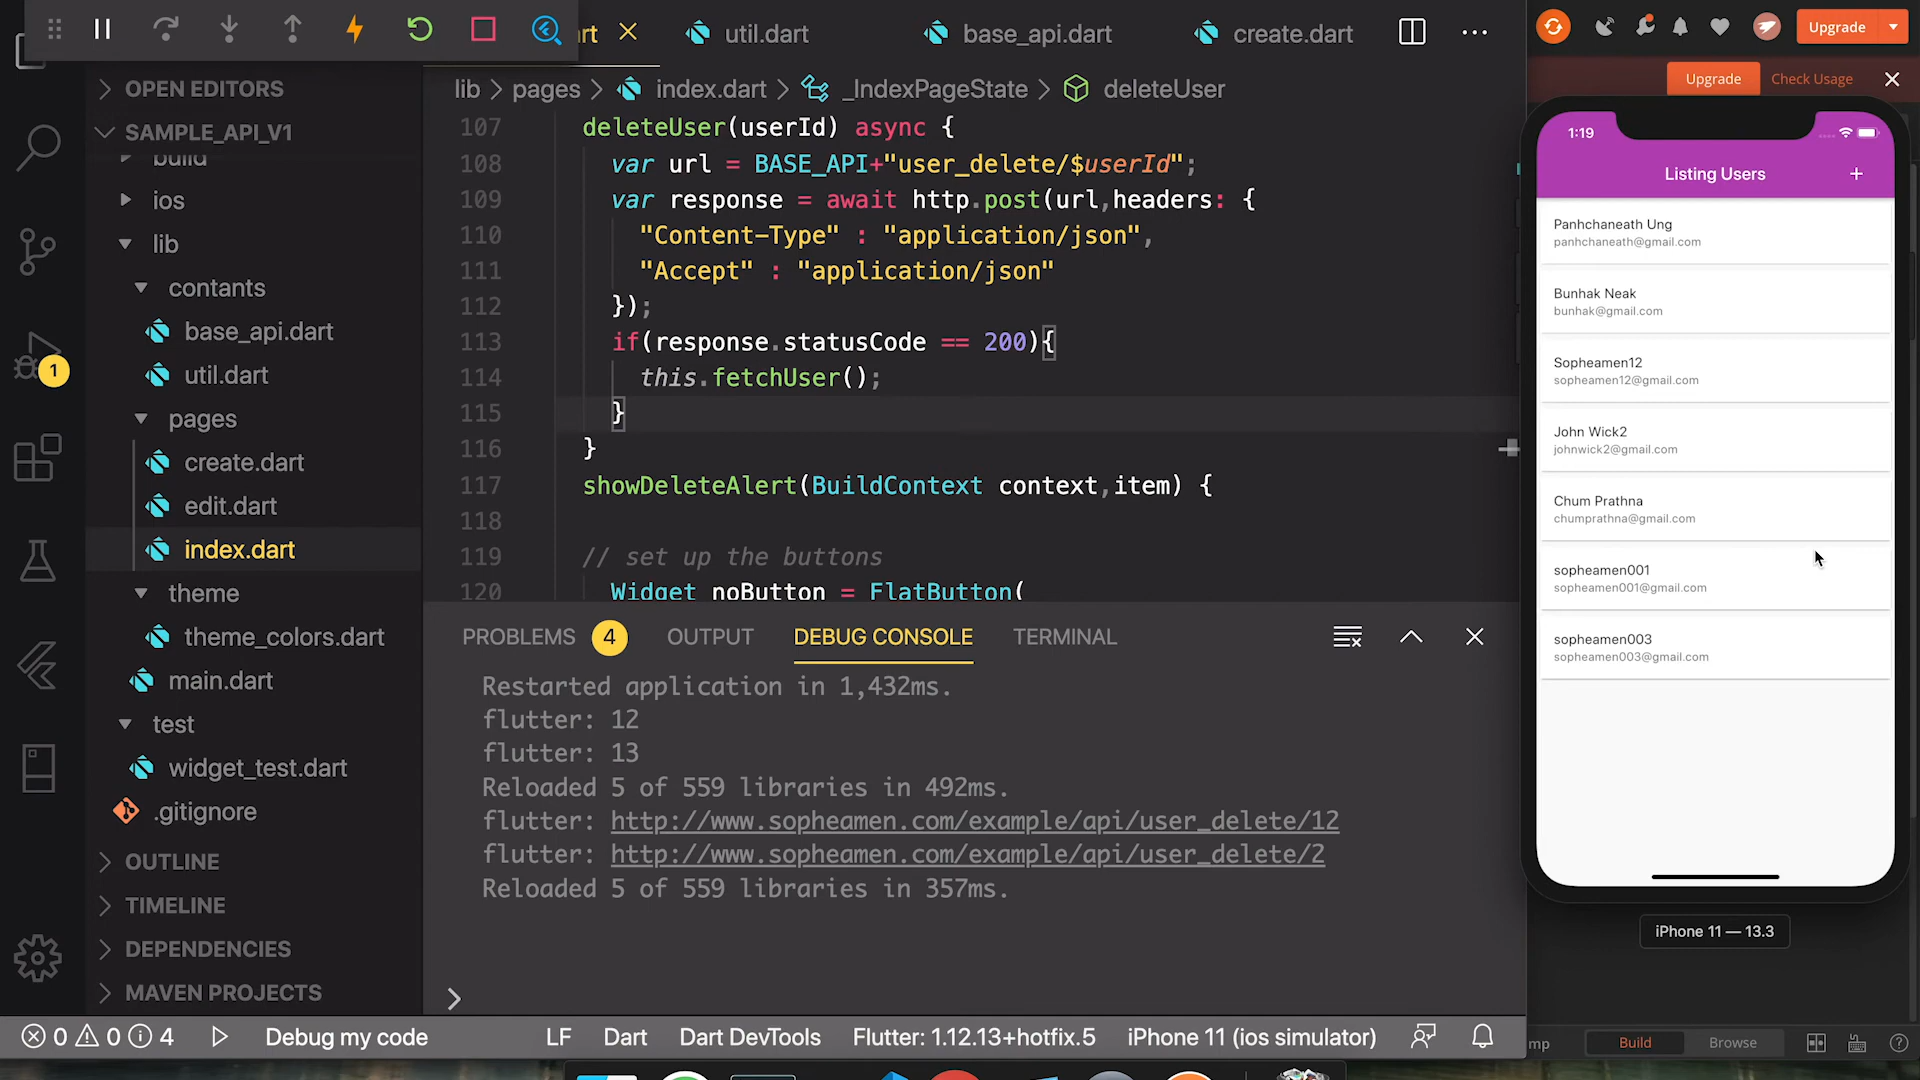 rt
util.dart
base_api.dart
create.dart
Upgrade
OPEN EDITORS
lib
pages
index.dart
_IndexPageState
deleteUser
Upgrade
Check Usage
SAMPLE_API_V1
build
ios
lib
contants
base_api.dart
util.dart
pages
create.dart
edit.dart
index.dart
theme
theme_colors.dart
main.dart
test
widget_test.dart
.gitignore
OUTLINE
TIMELINE
DEPENDENCIES
MAVEN PROJECTS
1
107 deleteUser(userId) async {
108 var url = BASE_API+"user_delete/$userId";
109 var response = await http.post(url,headers: {
110 "Content-Type" : "application/json",
111 "Accept" : "application/json"
112 });
113 if(response.statusCode == 200){
114 this.fetchUser();
115 }
116 }
117 showDeleteAlert(BuildContext context,item) {
118
119 // set up the buttons
120 Widget noButton = FlatButton(
PROBLEMS 4 OUTPUT DEBUG CONSOLE TERMINAL
Restarted application in 1,432ms.
flutter: 12
flutter: 13
Reloaded 5 of 559 libraries in 492ms.
flutter: http://www.sopheamen.com/example/api/user_delete/12
flutter: http://www.sopheamen.com/example/api/user_delete/2
Reloaded 5 of 559 libraries in 357ms.
1:19
Listing Users +
Panhchaneath Ung
panhchaneath@gmail.com
Bunhak Neak
bunhak@gmail.com
Sopheamen12
sopheamen12@gmail.com
John Wick2
johnwick2@gmail.com
Chum Prathna
chumprathna@gmail.com
sopheamen001
sopheamen001@gmail.com
sopheamen003
sopheamen003@gmail.com
iPhone 11 — 13.3
0 0 4 Debug my code LF Dart Dart DevTools Flutter: 1.12.13+hotfix.5 iPhone 11 (ios simulator)
mp Build Browse